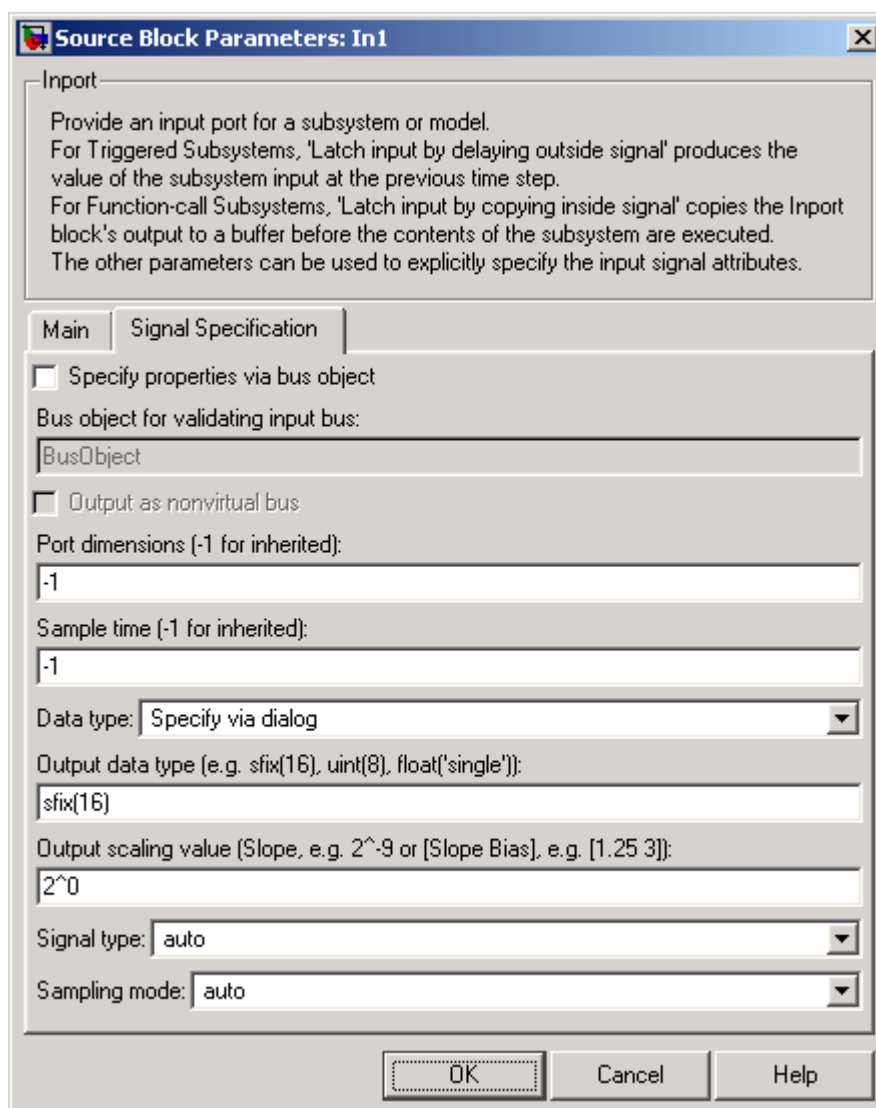 Source Block Parameters: In1
Inport
Provide an input port for a subsystem or model.
For Triggered Subsystems, 'Latch input by delaying outside signal' produces the
value of the subsystem input at the previous time step.
For Function-call Subsystems, 'Latch input by copying inside signal' copies the Inport
block's output to a buffer before the contents of the subsystem are executed.
The other parameters can be used to explicitly specify the input signal attributes.
Main Signal Specification
Specify properties via bus object
Bus object for validating input bus:
BusObject
Output as nonvirtual bus
Port dimensions (-1 for inherited):
-1
Sample time (-1 for inherited):
-1
Data type: Specify via dialog
Output data type (e.g. sfix(16), uint(8), float('single')):
sfix(16)
Output scaling value (Slope, e.g. 2^-9 or [Slope Bias], e.g. [1.25 3]):
2^0
Signal type: auto
Sampling mode: auto
OK Cancel Help